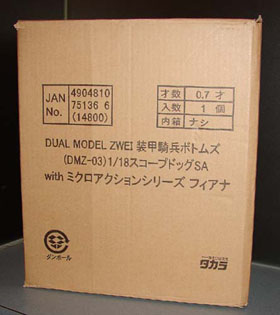 JAN No.
4904810
75136 6
(14800)
才数 0.7 才
入数 1 個
内箱 ナシ
DUAL MODEL ZWEI 装甲騎兵ボトムズ
(DMZ-03) 1/18スコープドッグSA
with ミクロアクションシリーズ フィアナ
ダンボール
タカラ